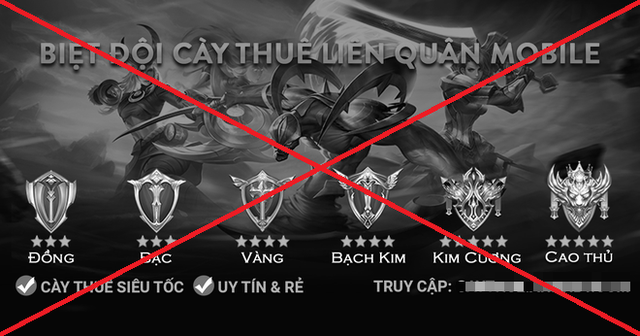 BIỆT ĐỘI CÀY THUÊ LIÊN QUÂN MOBILE
ĐỒNG BẠC VÀNG BẠCH KIM KIM CƯƠNG CAO THỦ
CÀY THUÊ SIÊU TỐC UY TÍN & RẺ TRUY CẬP: